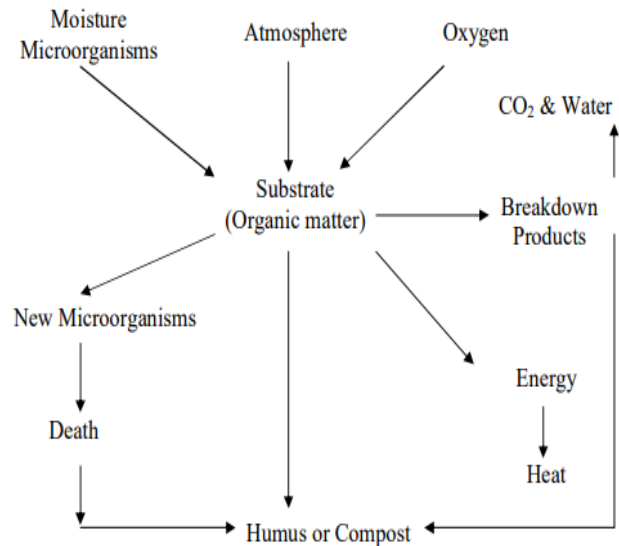 Moisture
Microorganisms
Atmosphere
Oxygen
CO₂ & Water
Substrate
(Organic matter)
Breakdown
Products
New Microorganisms
Energy
Death
Heat
Humus or Compost